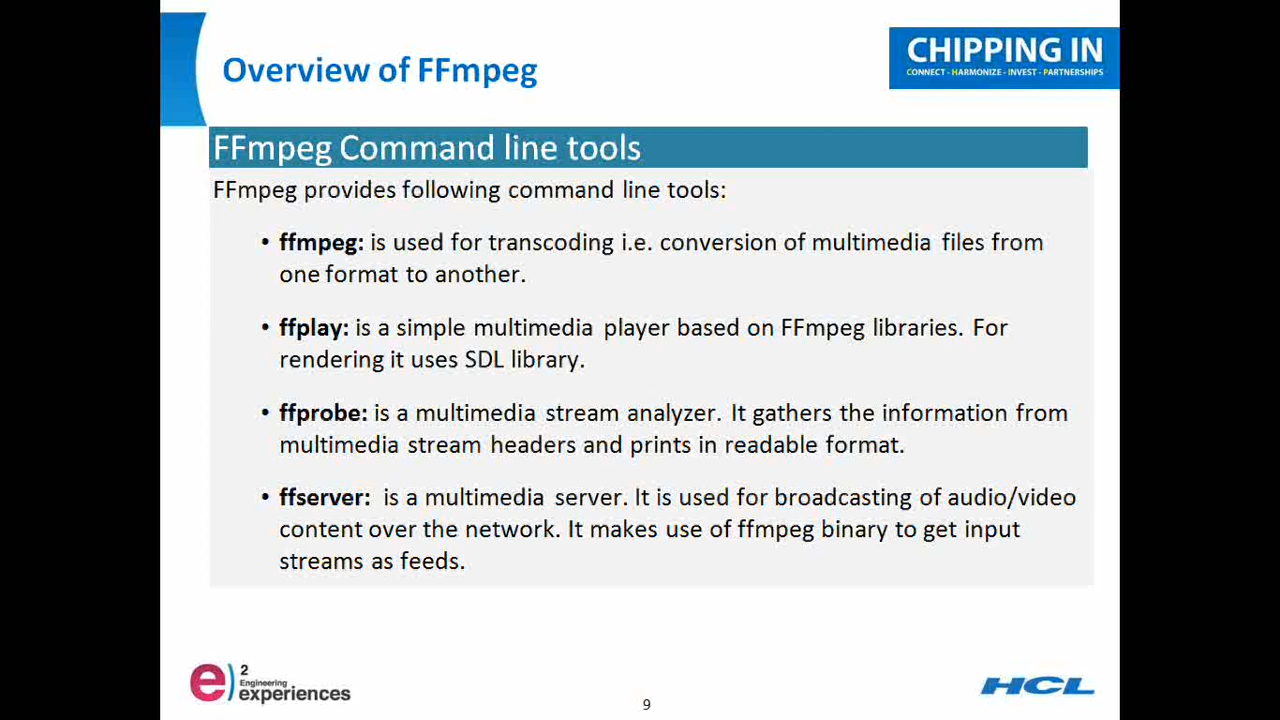 Overview of FFmpeg
CHIPPING IN
CONNECT - HARMONIZE - INVEST - PARTNERSHIPS
FFmpeg Command line tools
FFmpeg provides following command line tools:
• ffmpeg: is used for transcoding i.e. conversion of multimedia files from
one format to another.
• ffplay: is a simple multimedia player based on FFmpeg libraries. For
rendering it uses SDL library.
• ffprobe: is a multimedia stream analyzer. It gathers the information from
multimedia stream headers and prints in readable format.
• ffserver: is a multimedia server. It is used for broadcasting of audio/video
content over the network. It makes use of ffmpeg binary to get input
streams as feeds.
e) 2
Engineering
experiences
9
HCL